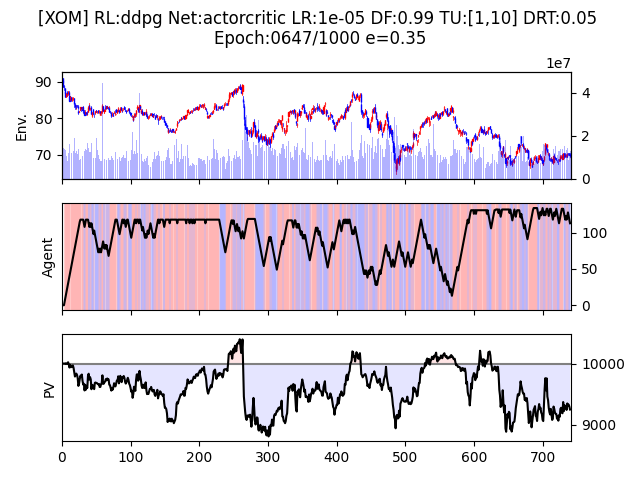 [XOM] RL:ddpg Net:actorcritic LR:1e-05 DF:0.99 TU:[1,10] DRT:0.05
Epoch:0647/1000 e=0.35
1e7
90
80
70
Env.
4
2
0
Agent
100
50
0
PV
10000
9000
0 100 200 300 400 500 600 700